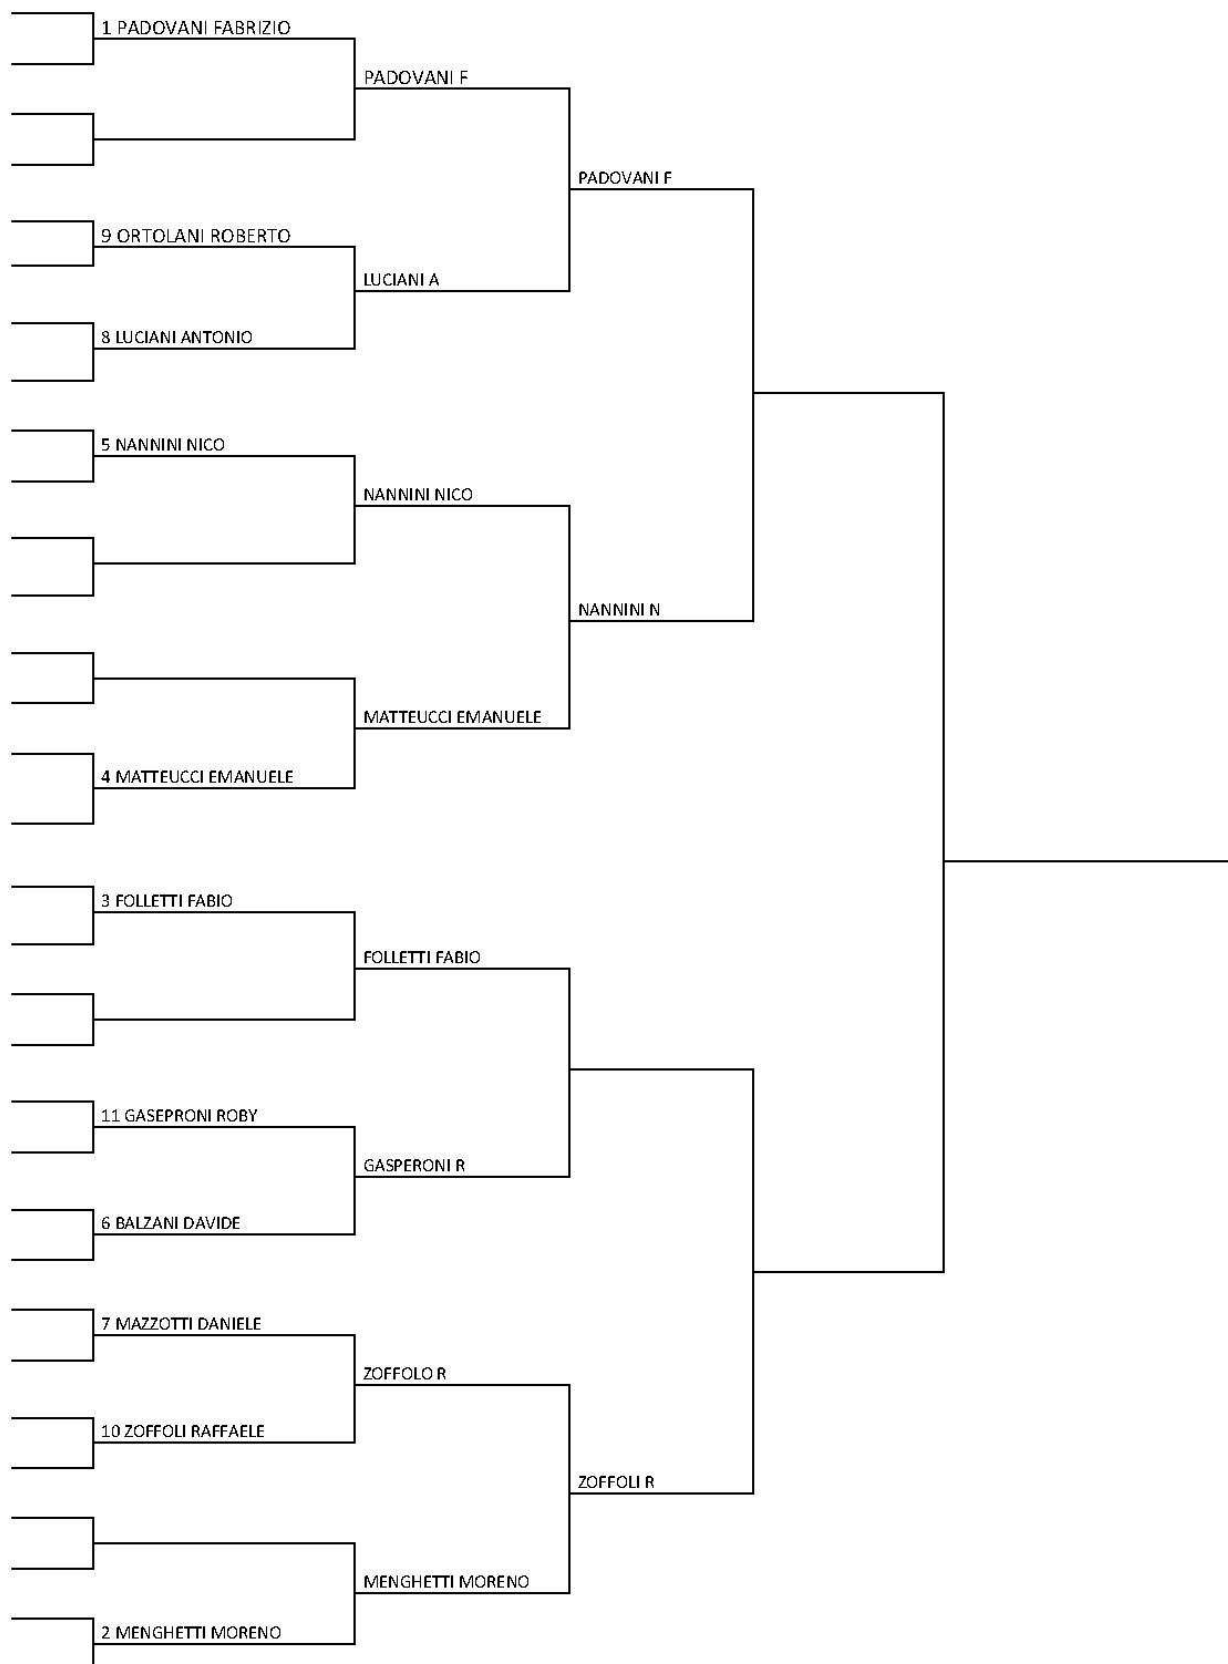 1 PADOVANI FABRIZIO
PADOVANI F
PADOVANI F
9 ORTOLANI ROBERTO
LUCIANI A
8 LUCIANI ANTONIO
5 NANNINI NICO
NANNINI NICO
NANNINI N
MATTEUCCI EMANUELE
4 MATTEUCCI EMANUELE
3 FOLLETTI FABIO
FOLLETTI FABIO
11 GASEPRONI ROBY
GASPERONI R
6 BALZANI DAVIDE
7 MAZZOTTI DANIELE
ZOFFOLO R
10 ZOFFOLI RAFFAELE
ZOFFOLI R
MENGHETTI MORENO
2 MENGHETTI MORENO